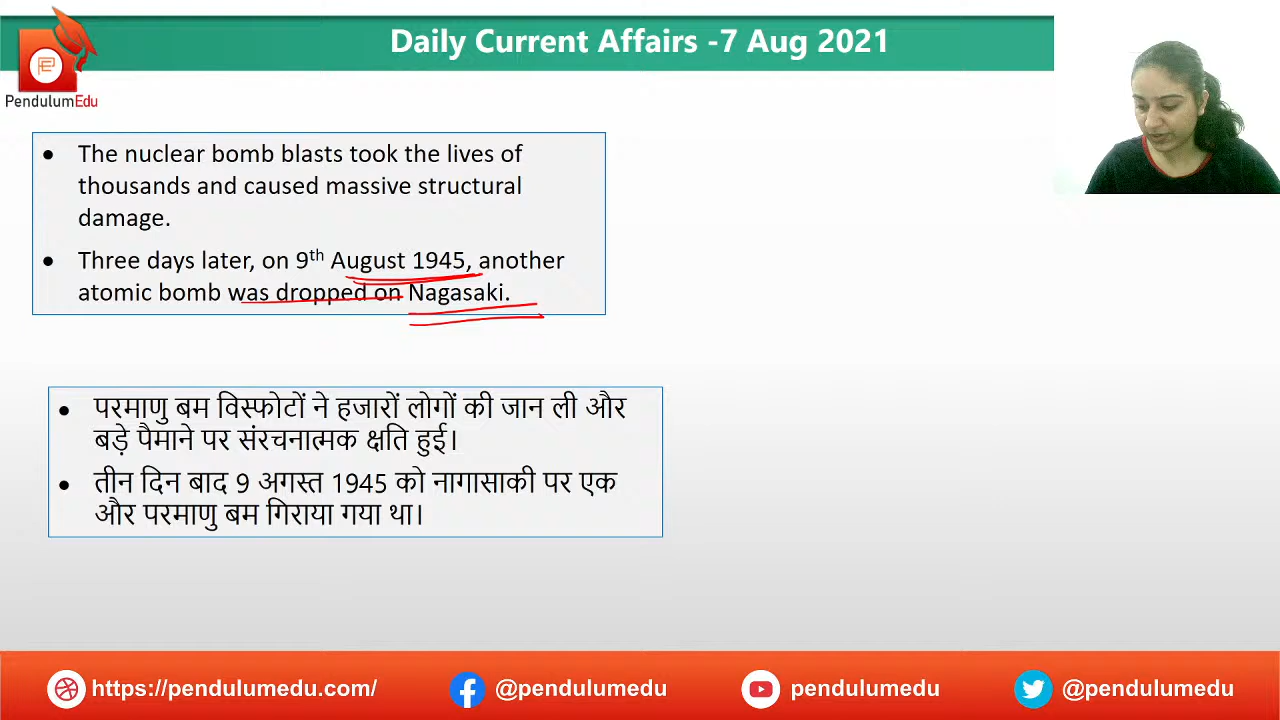 Daily Current Affairs -7 Aug 2021
PE
PendulumEdu
• The nuclear bomb blasts took the lives of
thousands and caused massive structural
damage.
• Three days later, on 9th August 1945, another
atomic bomb was dropped on Nagasaki.
• परमाणु बम विस्फोटों ने हजारों लोगों की जान ली और
बड़े पैमाने पर संरचनात्मक क्षति हुई।
• तीन दिन बाद 9 अगस्त 1945 को नागासाकी पर एक
और परमाणु बम गिराया गया था।
https://pendulumedu.com/ @pendulumedu pendulumedu @pendulumedu